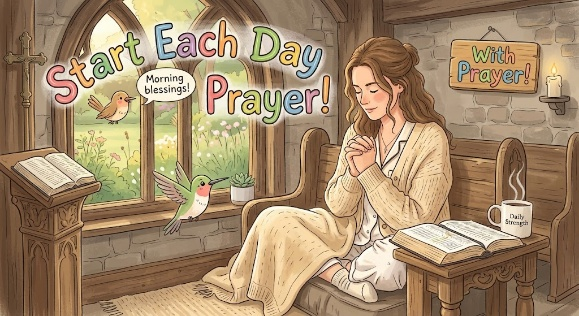 Start Each Day
Prayer!
Morning
blessings!
With
Prayer!
Daily
Strength